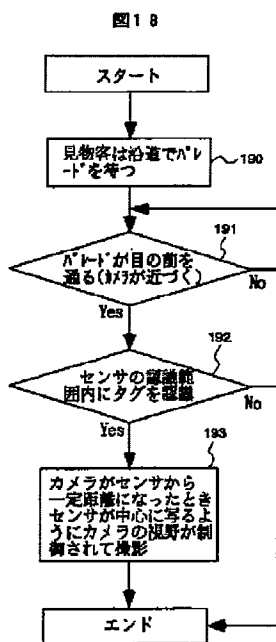 図18
スタート
見物客は沿道でパレ
ードを待つ
190
191
パレードが目の前を
通る(カメラが近づく)
No
Yes
192
センサの認識範
囲内にタグを認識
No
Yes
193
カメラがセンサから
一定距離になったとき
センサが中心に写るよ
うにカメラの視野が制
御されて撮影
エンド